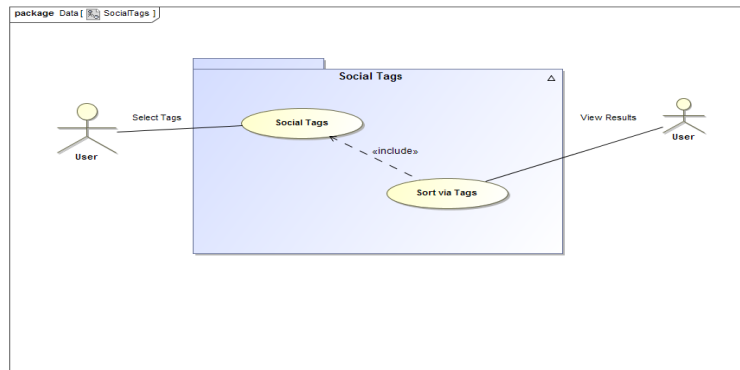 package Data [ SocialTags ]
Social Tags
Select Tags
Social Tags
View Results
User
«include»
User
Sort via Tags